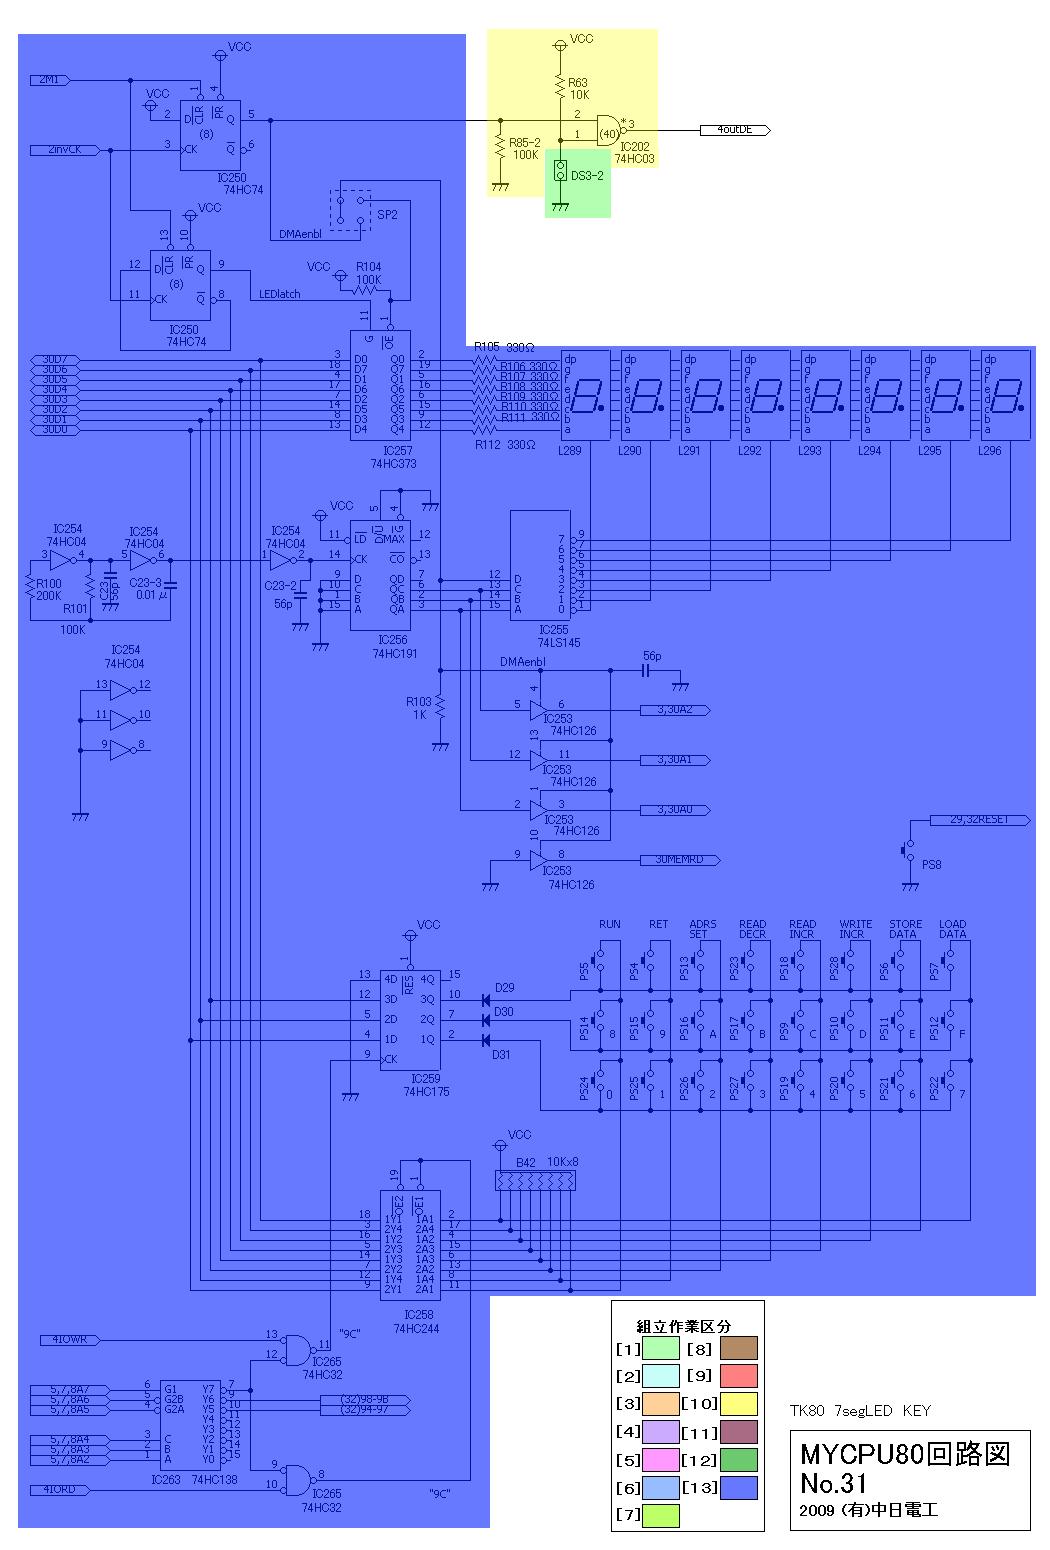 VCC
VCC
2M1
R63
10K
VCC
1
4
2
D
CLR
PR
Q
5
(8)
2invCK
3
CK
Q
6
IC250
74HC74
2
1
*
3
(40)
4outDE
IC202
74HC03
R85-2
100K
DS3-2
VCC
13
10
SP2
DMAenbl
12
D
CLR
PR
Q
9
(8)
11
CK
Q
8
IC250
74HC74
LEDlatch
VCC
R104
100K
11
1
G
OE
30D7
30D6
30D5
30D4
30D3
30D2
30D1
30D0
3 D0 Q0 2
18 D7 Q7 19
4 D1 Q1 5
17 D6 Q6 16
7 D2 Q2 6
14 D5 Q5 15
8 D3 Q3 9
13 D4 Q4 12
IC257
74HC373
R105 330Ω
R106 330Ω
R107 330Ω
R108 330Ω
R109 330Ω
R110 330Ω
R111 330Ω
R112 330Ω
dp dp dp dp dp dp dp dp
g g g g g g g g
f f f f f f f f
e e e e e e e e
d d d d d d d d
c c c c c c c c
b b b b b b b b
a a a a a a a a
8. 8. 8. 8. 8. 8. 8. 8.
L289 L290 L291 L292 L293 L294 L295 L296
IC254
74HC04
3 4
IC254
74HC04
5 6
IC254
74HC04
1 2
R100
200K
R101
100K
C23
56p
C23-3
0.01μ
C23-2
56p
VCC
5
4
11 LD D/U G
MAX 12
14 CK CO 13
9 D QD 7
10 C QC 6
1 B QB 2
15 A QA 3
IC256
74HC191
12 D
13 C
14 B
15 A
7 9
6 7
5 6
4 5
3 4
2 3
1 2
0 1
IC255
74LS145
IC254
74HC04
13 12
11 10
9 8
R103
1K
DMAenbl
56p
4
5 6
IC253
74HC126
3,30A2
13
12 11
IC253
74HC126
3,30A1
1
2 3
IC253
74HC126
3,30A0
10
9 8
IC253
74HC126
30MEMRD
29,32RESET
PS8
VCC
1
13 4D RES 4Q 15
12 3D 3Q 10
5 2D 2Q 7
4 1D 1Q 2
9 CK
IC259
74HC175
D29
D30
D31
RUN
RET
ADRS SET
READ DECR
READ INCR
WRITE INCR
STORE DATA
LOAD DATA
PS5 PS4 PS13 PS23 PS18 PS28 PS6 PS7
PS14 8 PS15 9 PS16 A PS17 B PS9 C PS10 D PS11 E PS12 F
PS24 0 PS25 1 PS26 2 PS27 3 PS19 4 PS20 5 PS21 6 PS22 7
VCC
B42 10Kx8
19
1
OE2 OE1
18 1Y1 1A1 2
3 2Y4 2A4 17
16 1Y2 1A2 4
5 2Y3 2A3 15
14 1Y3 1A3 6
7 2Y2 2A2 13
12 1Y4 1A4 8
9 2Y1 2A1 11
IC258
74HC244
4IOWR
13
12
11
"9C"
IC265
74HC32
5,7,8A7
5,7,8A6
5,7,8A5
5,7,8A4
5,7,8A3
5,7,8A2
6 G1 Y7 7
5 G2B Y6 9
4 G2A Y5 10
Y4 11
Y3 12
3 C Y2 13
2 B Y1 14
1 A Y0 15
IC263 74HC138
(32)98-9B
(32)94-97
4IORD
9
10
8
"9C"
IC265
74HC32
組立作業区分
[1] [8]
[2] [9]
[3] [10]
[4] [11]
[5] [12]
[6] [13]
[7]
TK80 7segLED KEY
MYCPU80回路図
No.31
2009 (有)中日電工